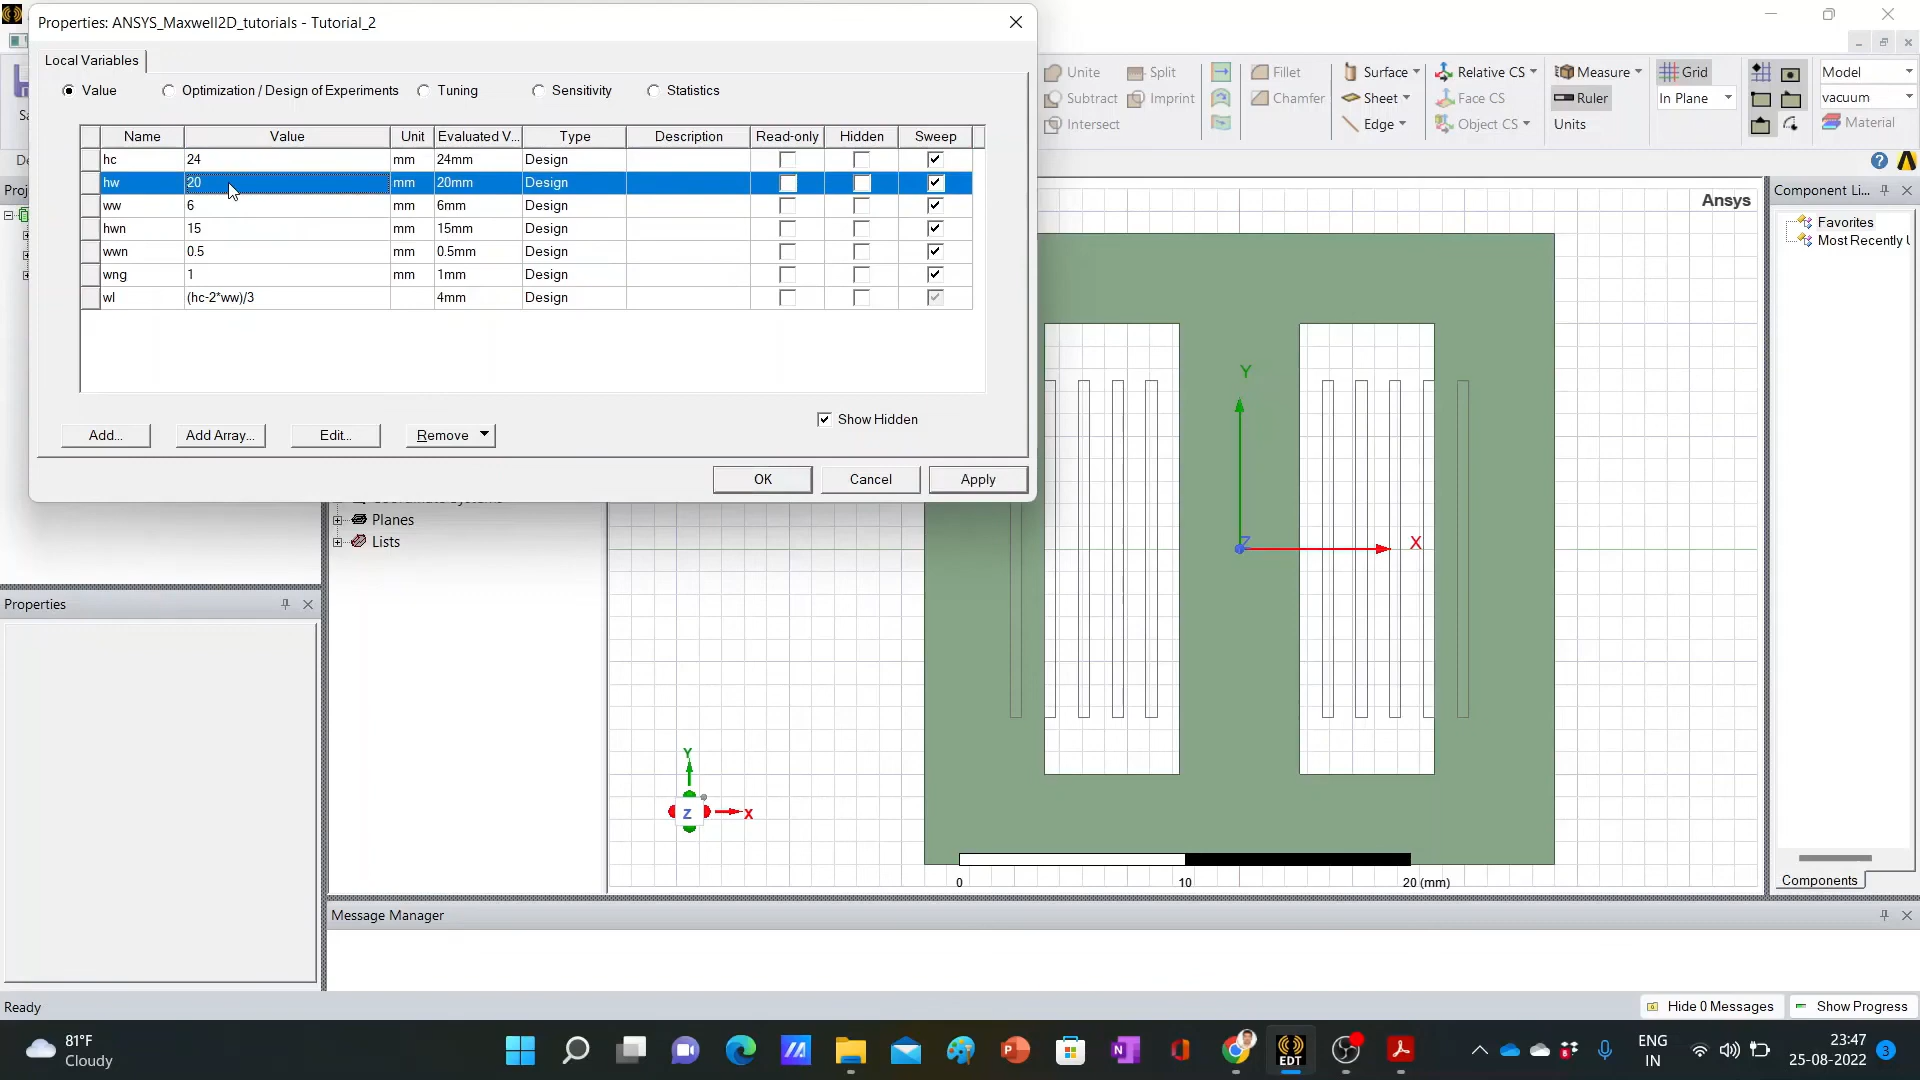 Properties: ANSYS_Maxwell2D_tutorials - Tutorial_2
Local Variables
Value Optimization / Design of Experiments Tuning Sensitivity Statistics
Name Value Unit Evaluated V... Type Description Read-only Hidden Sweep
hc 24 mm 24mm Design
hw 20 mm 20mm Design
ww 6 mm 6mm Design
hwn 15 mm 15mm Design
wwn 0.5 mm 0.5mm Design
wng 1 mm 1mm Design
wl (hc-2*ww)/3 4mm Design
Show Hidden
Add... Add Array... Edit... Remove
OK Cancel Apply
Unite Split Fillet Surface Relative CS Measure Grid Model
Subtract Imprint Chamfer Sheet Face CS Ruler In Plane vacuum
Intersect Edge Object CS Units Material
Component Li...
Favorites
Most Recently U
Components
Ansys
Y
X
Z
Y
Z X
0 10 20 (mm)
Planes
Lists
Properties
Message Manager
Ready
Hide 0 Messages Show Progress
81°F
Cloudy
EDT
ENG
IN
23:47
25-08-2022
3